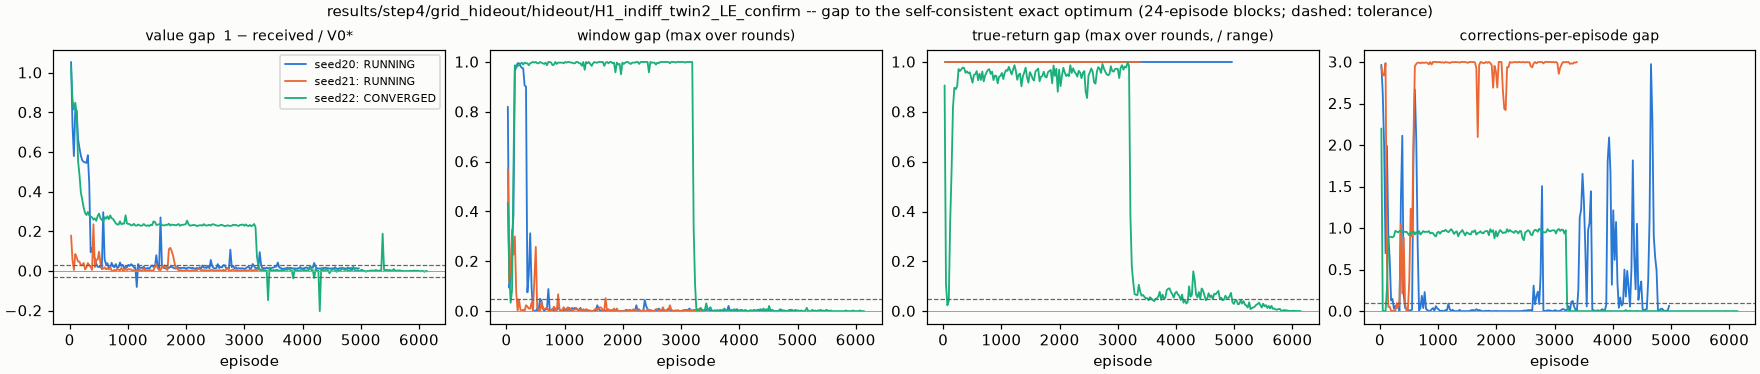 results/step4/grid_hideout/hideout/H1_indiff_twin2_LE_confirm -- gap to the self-consistent exact optimum (24-episode blocks; dashed: tolerance)
value gap 1 − received / V0*
1.0
0.8
0.6
0.4
0.2
0.0
−0.2
0 1000 2000 3000 4000 5000 6000
episode
seed20: RUNNING
seed21: RUNNING
seed22: CONVERGED
window gap (max over rounds)
1.0
0.8
0.6
0.4
0.2
0.0
0 1000 2000 3000 4000 5000 6000
episode
true-return gap (max over rounds, / range)
1.0
0.8
0.6
0.4
0.2
0.0
0 1000 2000 3000 4000 5000 6000
episode
corrections-per-episode gap
3.0
2.5
2.0
1.5
1.0
0.5
0.0
0 1000 2000 3000 4000 5000 6000
episode